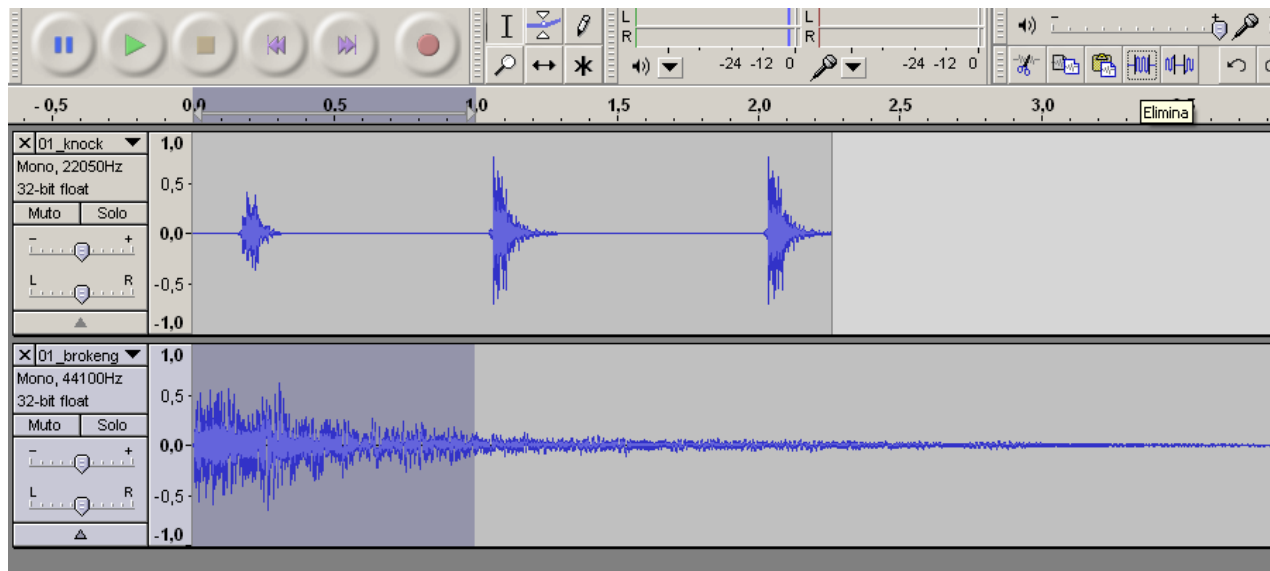 L
R
L
R
-24 -12 0
-24 -12 0
- 0,5 0,0 0,5 1,0 1,5 2,0 2,5 3,0
Elimina
X 01_knock
Mono, 22050Hz
32-bit float
Muto Solo
- +
L R
1,0
0,5
0,0
-0,5
-1,0
X 01_brokeng
Mono, 44100Hz
32-bit float
Muto Solo
- +
L R
1,0
0,5
0,0
-0,5
-1,0